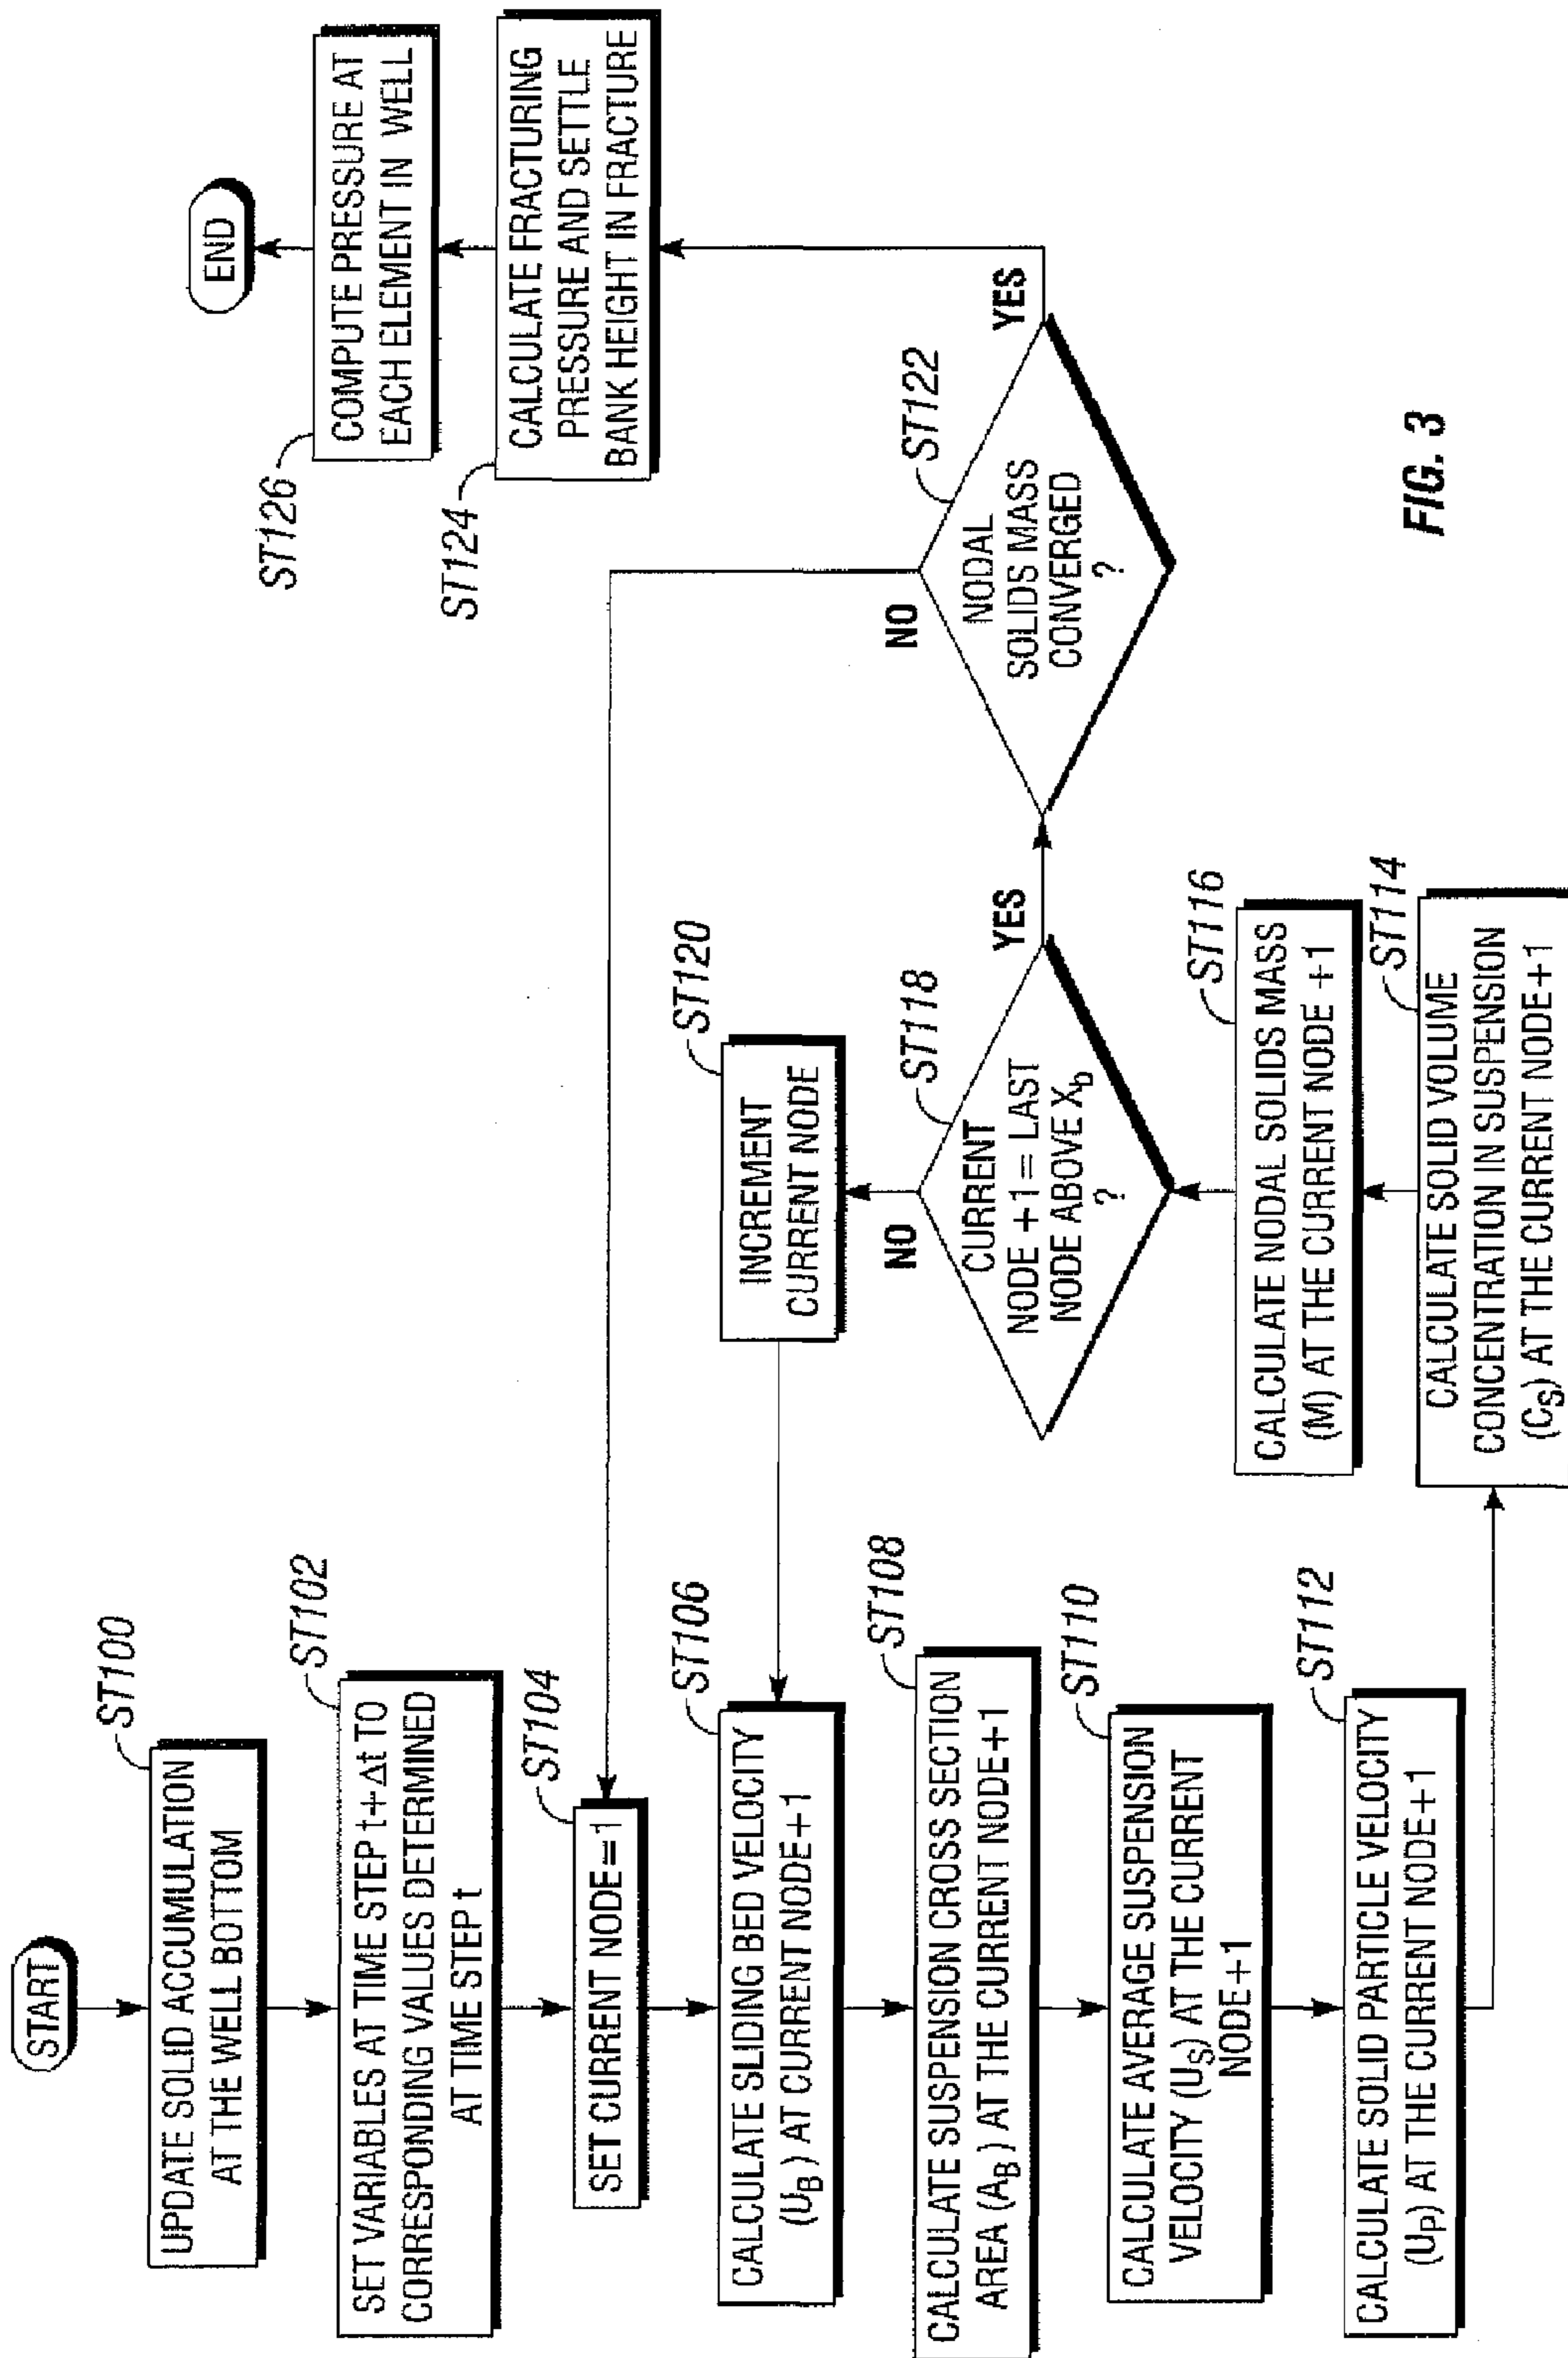 START
ST100
UPDATE SOLID ACCUMULATION
AT THE WELL BOTTOM
ST102
SET VARIABLES AT TIME STEP t+Δt TO
CORRESPONDING VALUES DETERMINED
AT TIME STEP t
ST104
SET CURRENT NODE=1
ST106
CALCULATE SLIDING BED VELOCITY
(U_B) AT CURRENT NODE+1
ST108
CALCULATE SUSPENSION CROSS SECTION
AREA (A_B) AT THE CURRENT NODE+1
ST110
CALCULATE AVERAGE SUSPENSION
VELOCITY (U_S) AT THE CURRENT
NODE+1
ST112
CALCULATE SOLID PARTICLE VELOCITY
(U_P) AT THE CURRENT NODE+1
ST114
CALCULATE SOLID VOLUME
CONCENTRATION IN SUSPENSION
(C_S) AT THE CURRENT NODE+1
ST116
CALCULATE NODAL SOLIDS MASS
(M) AT THE CURRENT NODE +1
ST118
CURRENT
NODE +1= LAST
NODE ABOVE X_b
?
NO
YES
ST120
INCREMENT
CURRENT NODE
ST122
NODAL
SOLIDS MASS
CONVERGED
?
NO
YES
ST124
CALCULATE FRACTURING
PRESSURE AND SETTLE
BANK HEIGHT IN FRACTURE
ST126
COMPUTE PRESSURE AT
EACH ELEMENT IN WELL
END
FIG. 3